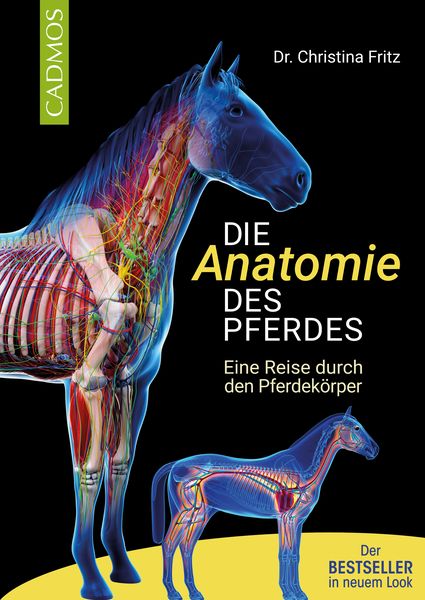 CADMOS
Dr. Christina Fritz
DIE
Anatomie
DES
PFERDES
Eine Reise durch
den Pferdekörper
Der
BESTSELLER
in neuem Look